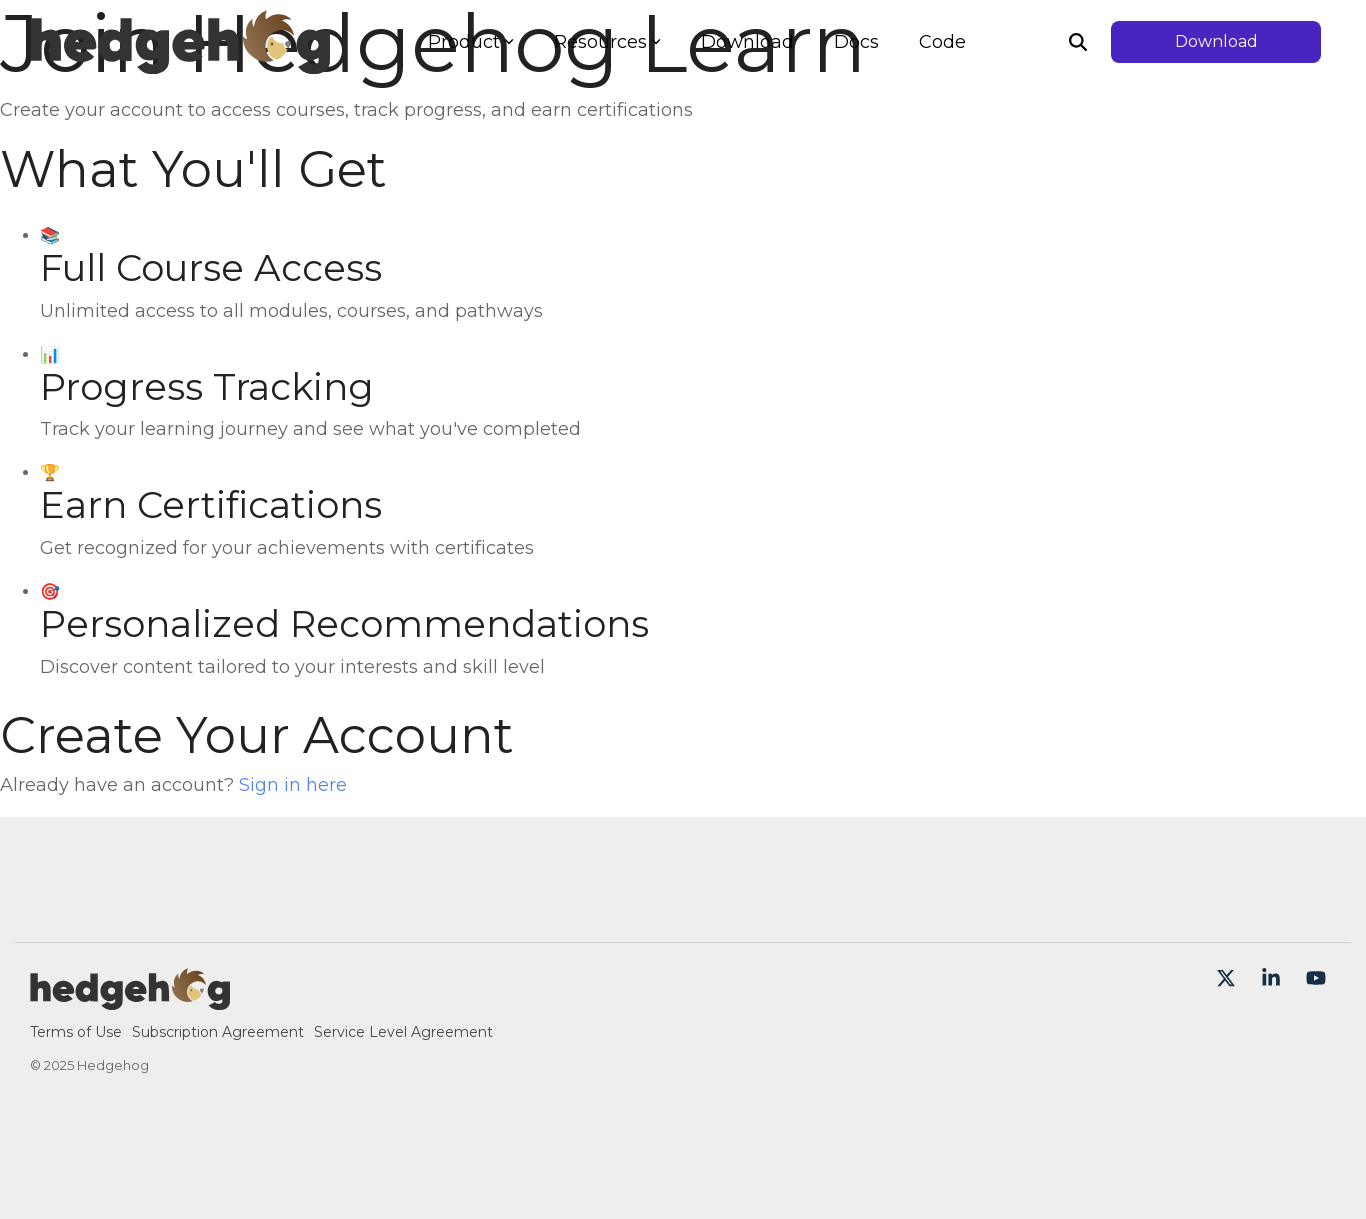 hedgehog
Product
Resources
Download
Docs
Code
Download
Join Hedgehog Learn
Create your account to access courses, track progress, and earn certifications
What You'll Get
Full Course Access
Unlimited access to all modules, courses, and pathways
Progress Tracking
Track your learning journey and see what you've completed
Earn Certifications
Get recognized for your achievements with certificates
Personalized Recommendations
Discover content tailored to your interests and skill level
Create Your Account
Already have an account? Sign in here
hedgehog
Terms of Use Subscription Agreement Service Level Agreement
© 2025 Hedgehog